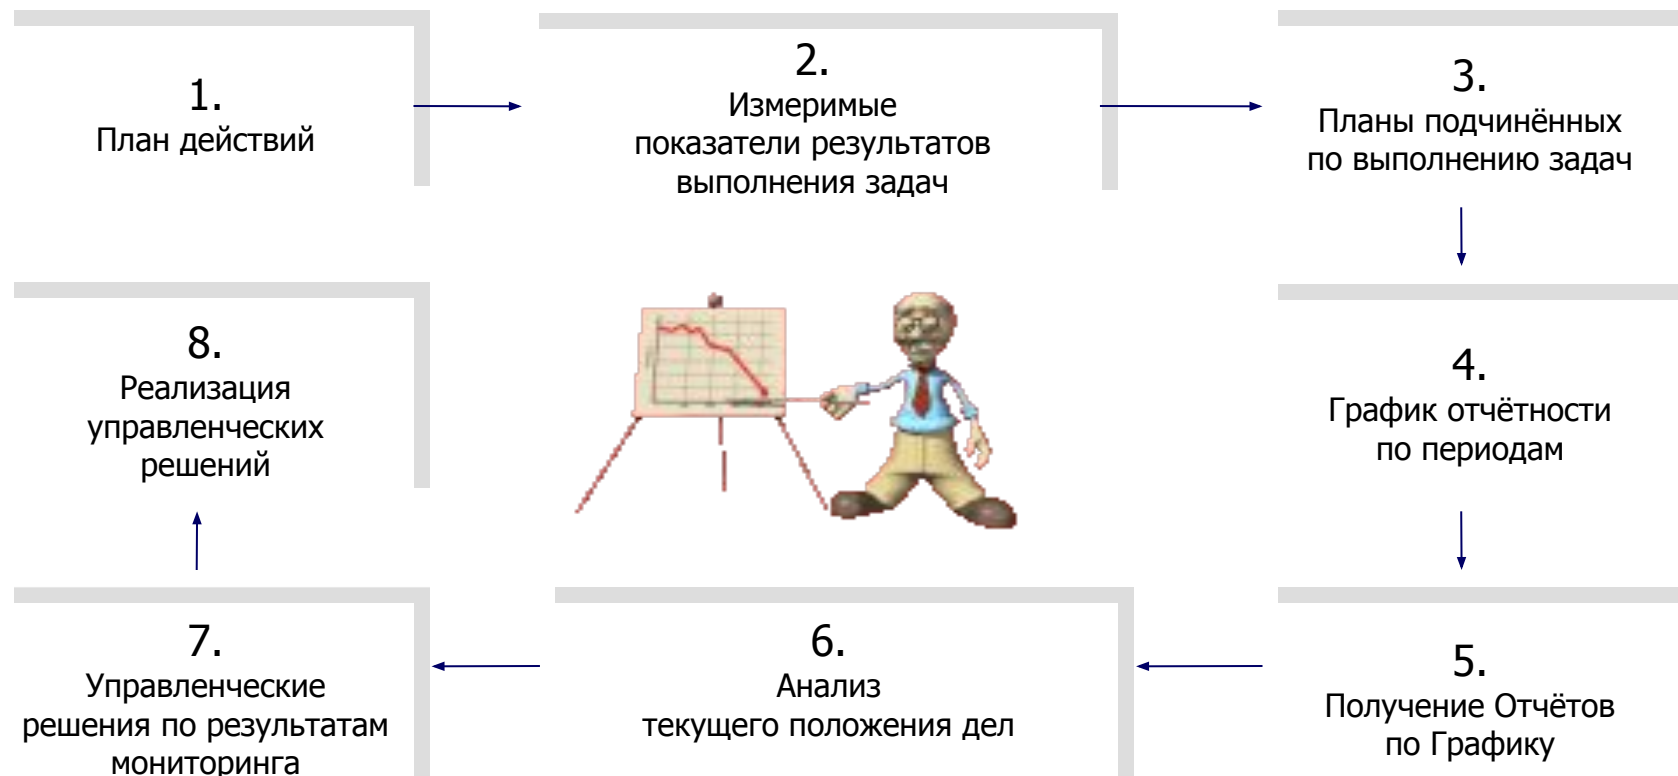 1.
План действий
2.
Измеримые
показатели результатов
выполнения задач
3.
Планы подчинённых
по выполнению задач
4.
График отчётности
по периодам
5.
Получение Отчётов
по Графику
6.
Анализ
текущего положения дел
7.
Управленческие
решения по результатам
мониторинга
8.
Реализация
управленческих
решений